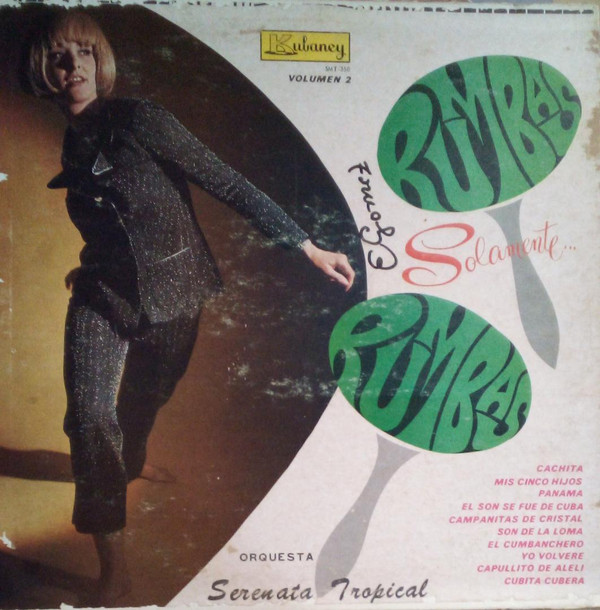 Kubaney
VOLUMEN 2
RUMBAS
E Gomez
Solamente...
RUMBAS
CACHITA
MIS CINCO HIJOS
PANAMA
EL SON SE FUE DE CUBA
CAMPANITAS DE CRISTAL
SON DE LA LOMA
EL CUMBANCHERO
YO VOLVERE
CAPULLITO DE ALELI
CUBITA CUBERA
ORQUESTA
Serenata Tropical